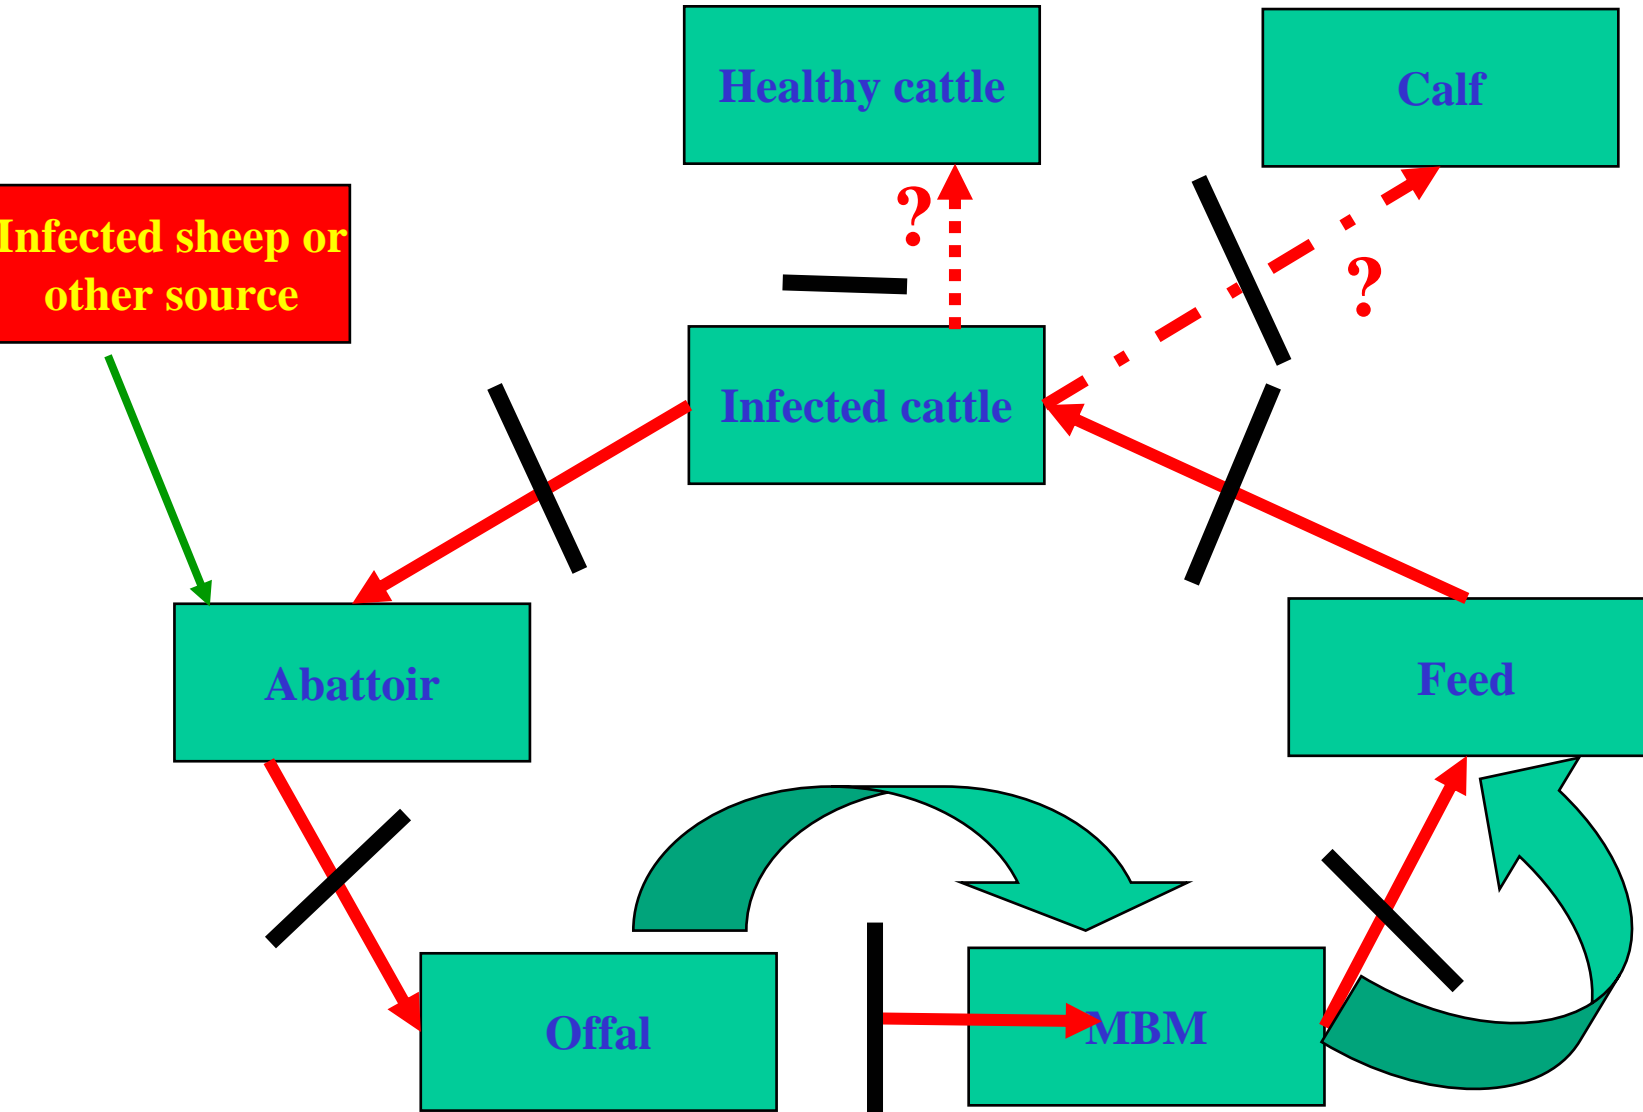 Healthy cattle
Calf
?
Infected sheep or
other source
?
Infected cattle
Abattoir
Feed
Offal
MBM